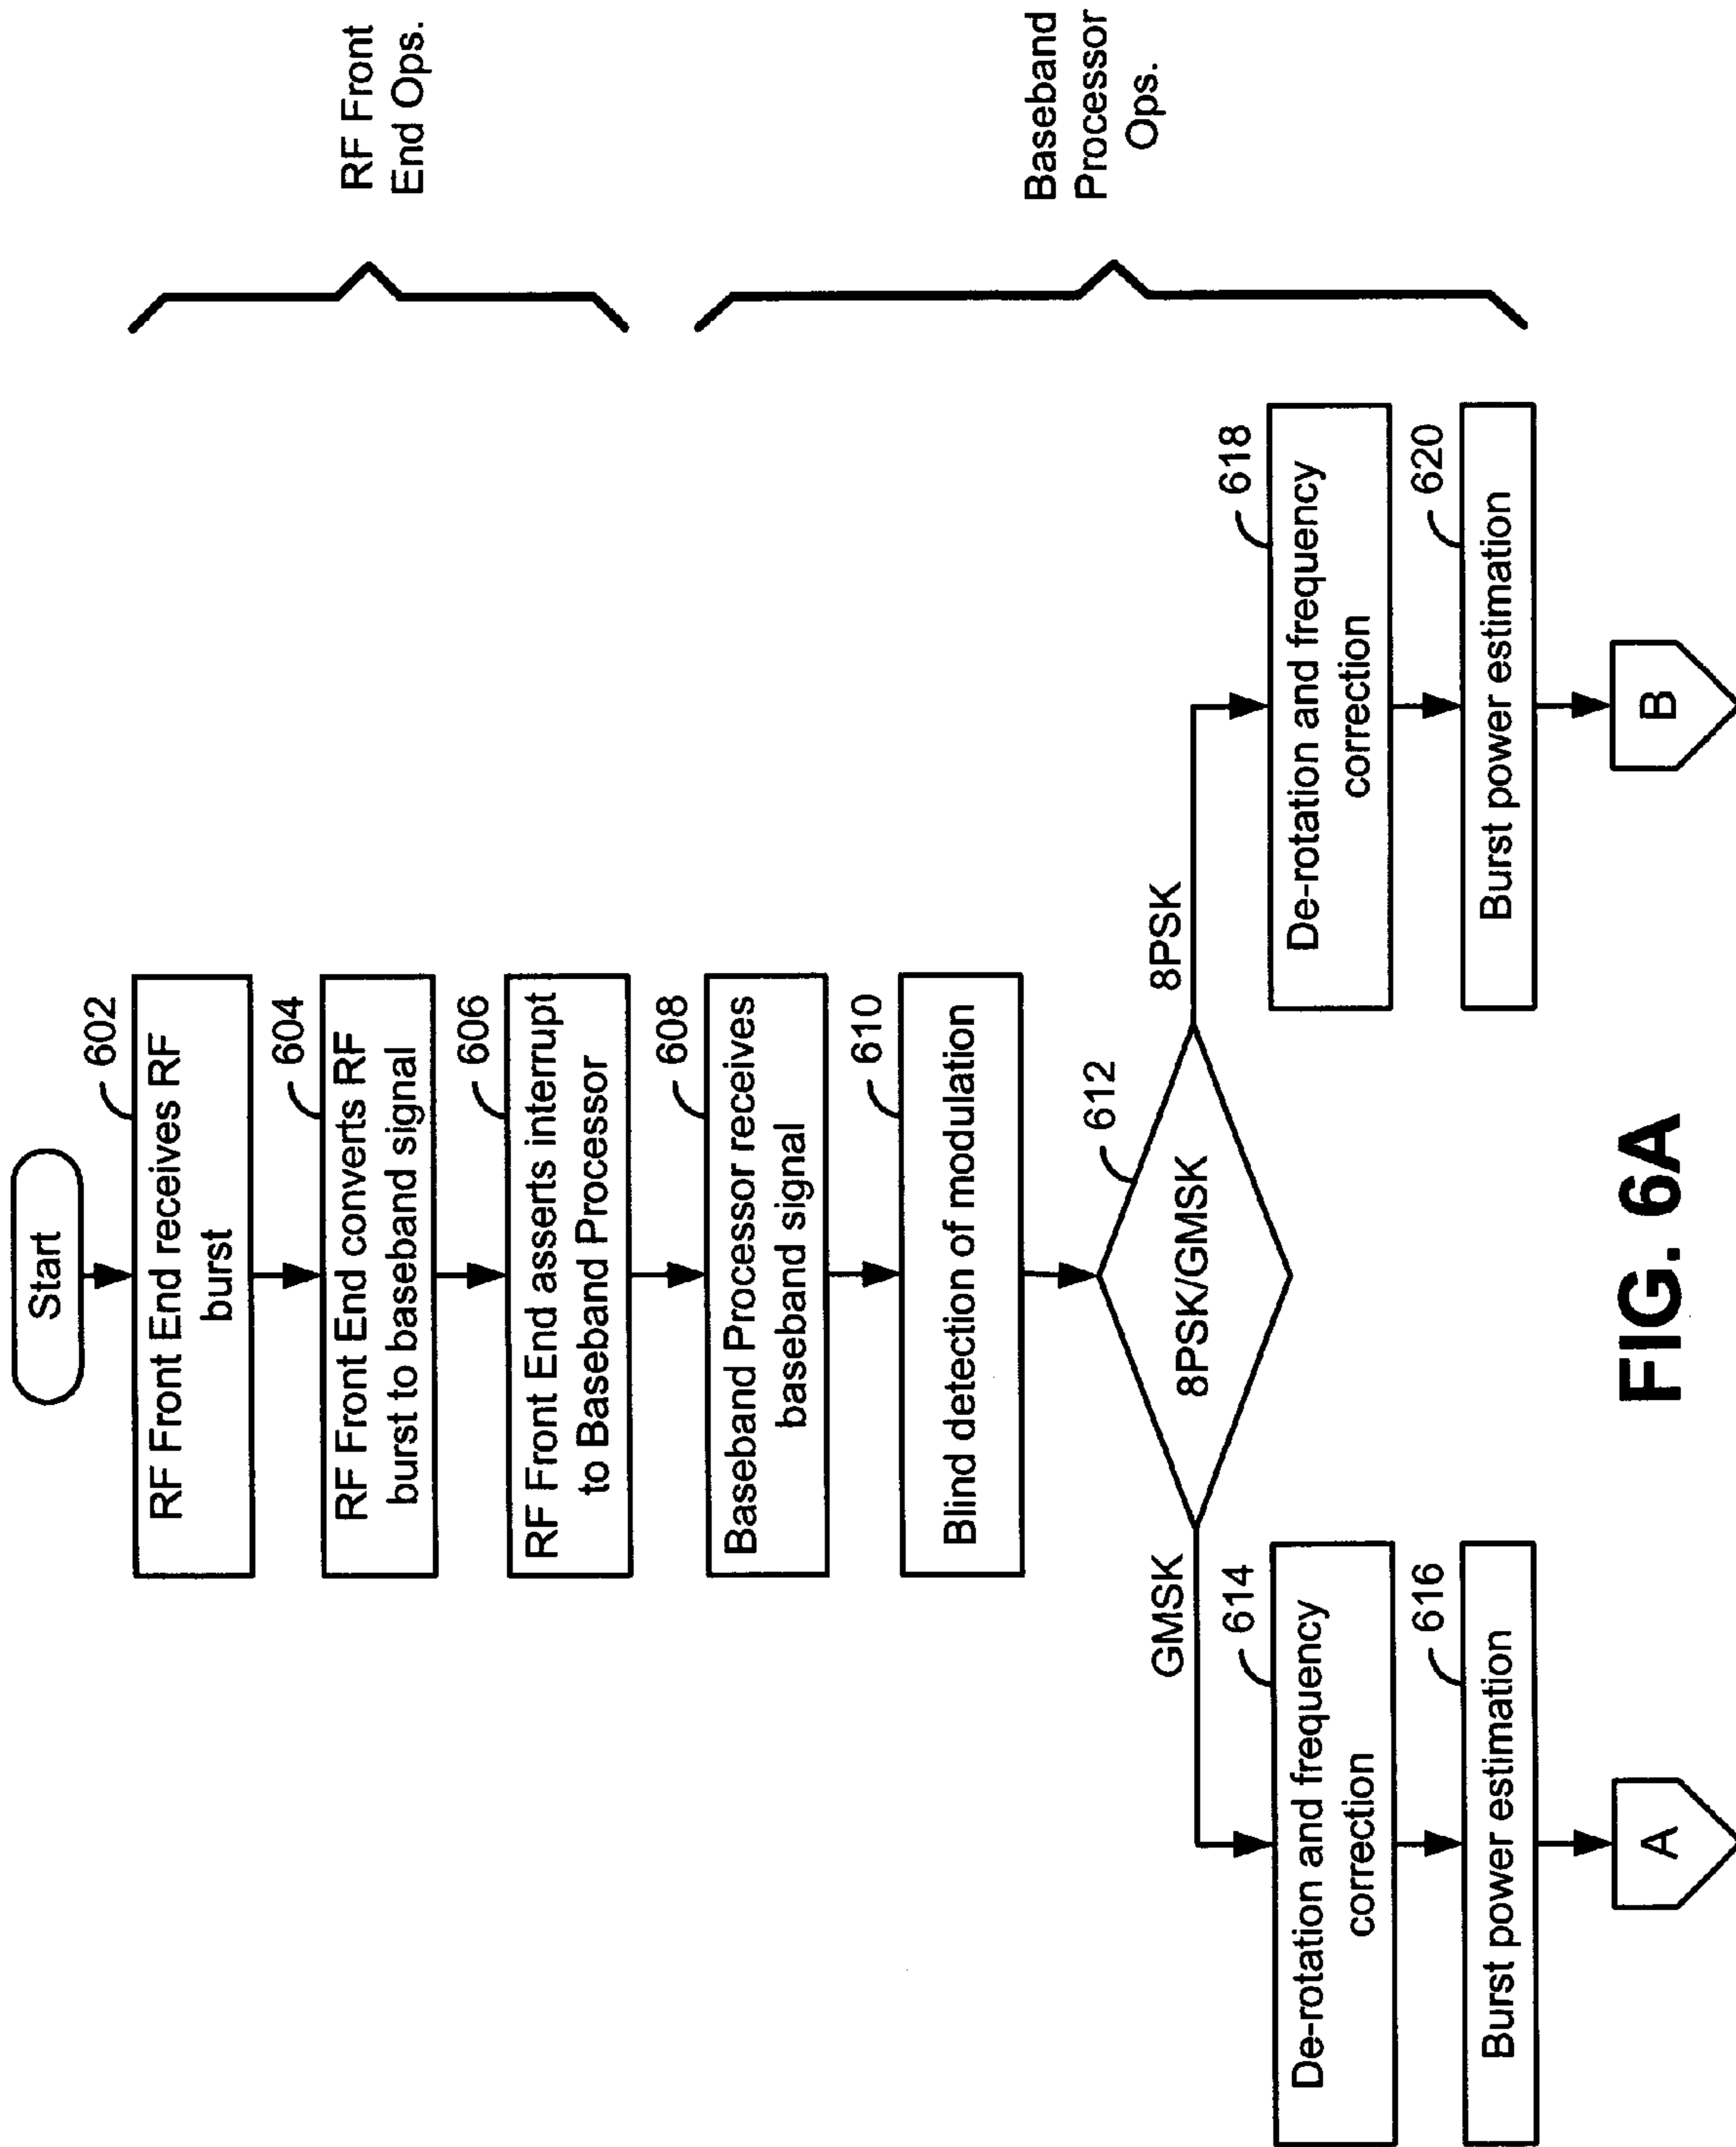 Start
602
RF Front End receives RF
burst
604
RF Front End converts RF
burst to baseband signal
606
RF Front End asserts interrupt
to Baseband Processor
RF Front
End Ops.
608
Baseband Processor receives
baseband signal
610
Blind detection of modulation
612
8PSK/GMSK
GMSK
8PSK
614
De-rotation and frequency
correction
616
Burst power estimation
A
618
De-rotation and frequency
correction
620
Burst power estimation
B
Baseband
Processor
Ops.
FIG. 6A